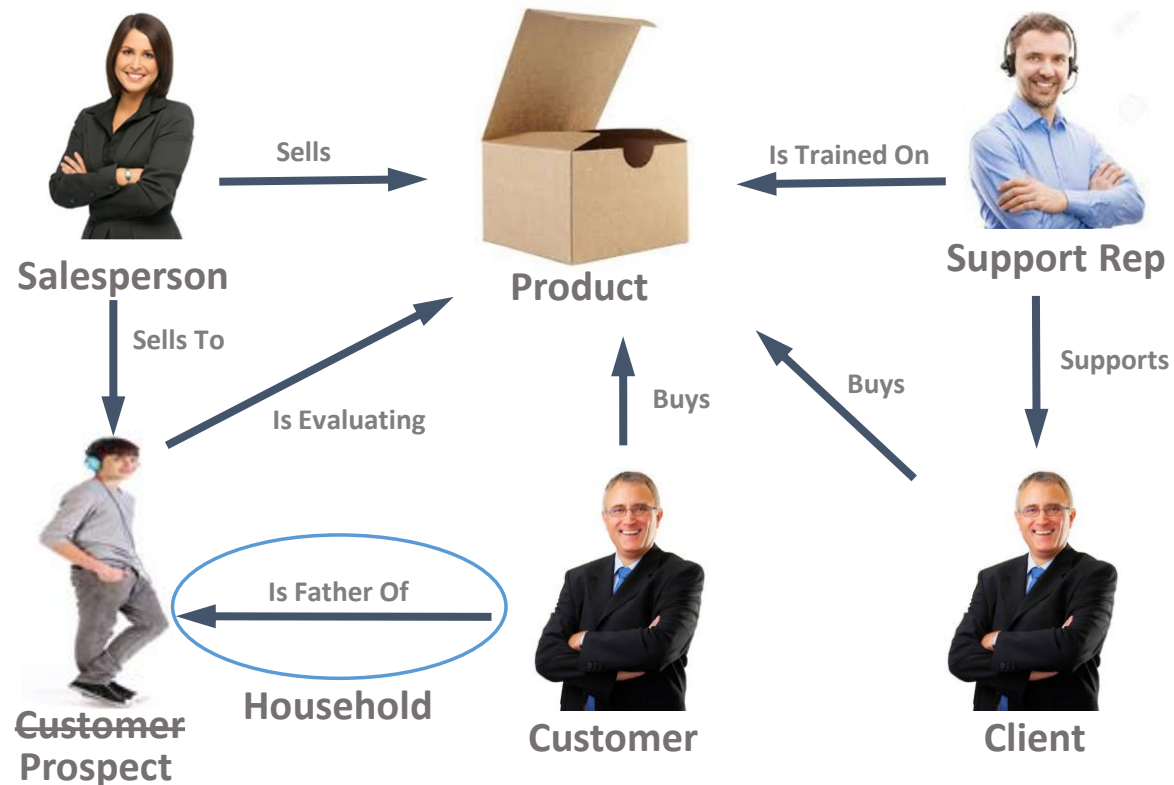 Sells
Is Trained On
Salesperson
Product
Support Rep
Sells To
Supports
Is Evaluating
Buys
Buys
Is Father Of
Household
Customer
Prospect
Customer
Client